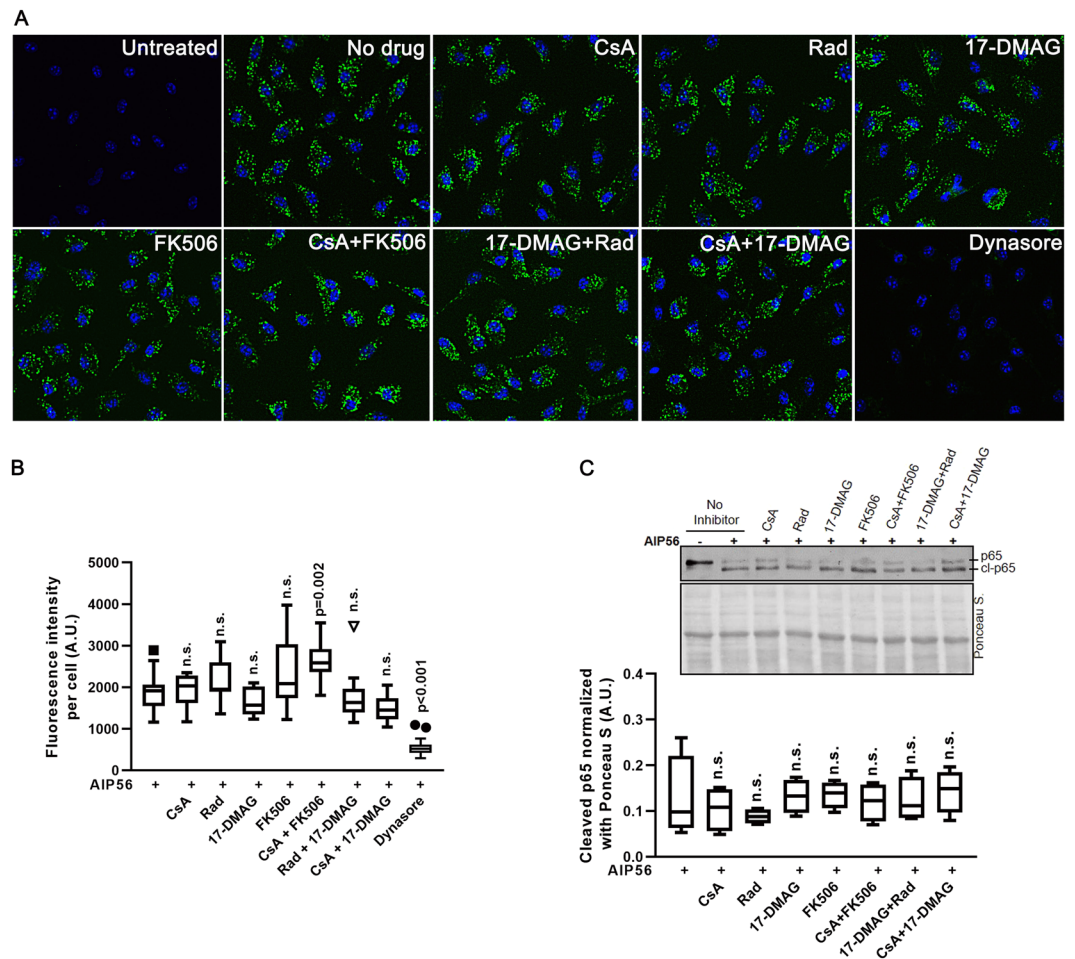 A
Untreated
No drug
CsA
Rad
17-DMAG
FK506
CsA+FK506
17-DMAG+Rad
CsA+17-DMAG
Dynasore
B
Fluorescence intensity
per cell (A.U.)
5000
4000
3000
2000
1000
0
n.s.
n.s.
n.s.
n.s.
p=0.002
n.s.
n.s.
p<0.001
AIP56 + + + + + + + + +
CsA
Rad
17-DMAG
FK506
CsA + FK506
Rad + 17-DMAG
CsA + 17-DMAG
Dynasore
C
No
Inhibitor
CsA
Rad
17-DMAG
FK506
CsA+FK506
17-DMAG+Rad
CsA+17-DMAG
AIP56 - + + + + + + + +
p65
cl-p65
Ponceau S.
Cleaved p65 normalized
with Ponceau S (A.U.)
0.4
0.3
0.2
0.1
0.0
n.s.
n.s.
n.s.
n.s.
n.s.
n.s.
n.s.
AIP56 + + + + + + + +
CsA
Rad
17-DMAG
FK506
CsA+FK506
17-DMAG+Rad
CsA+17-DMAG